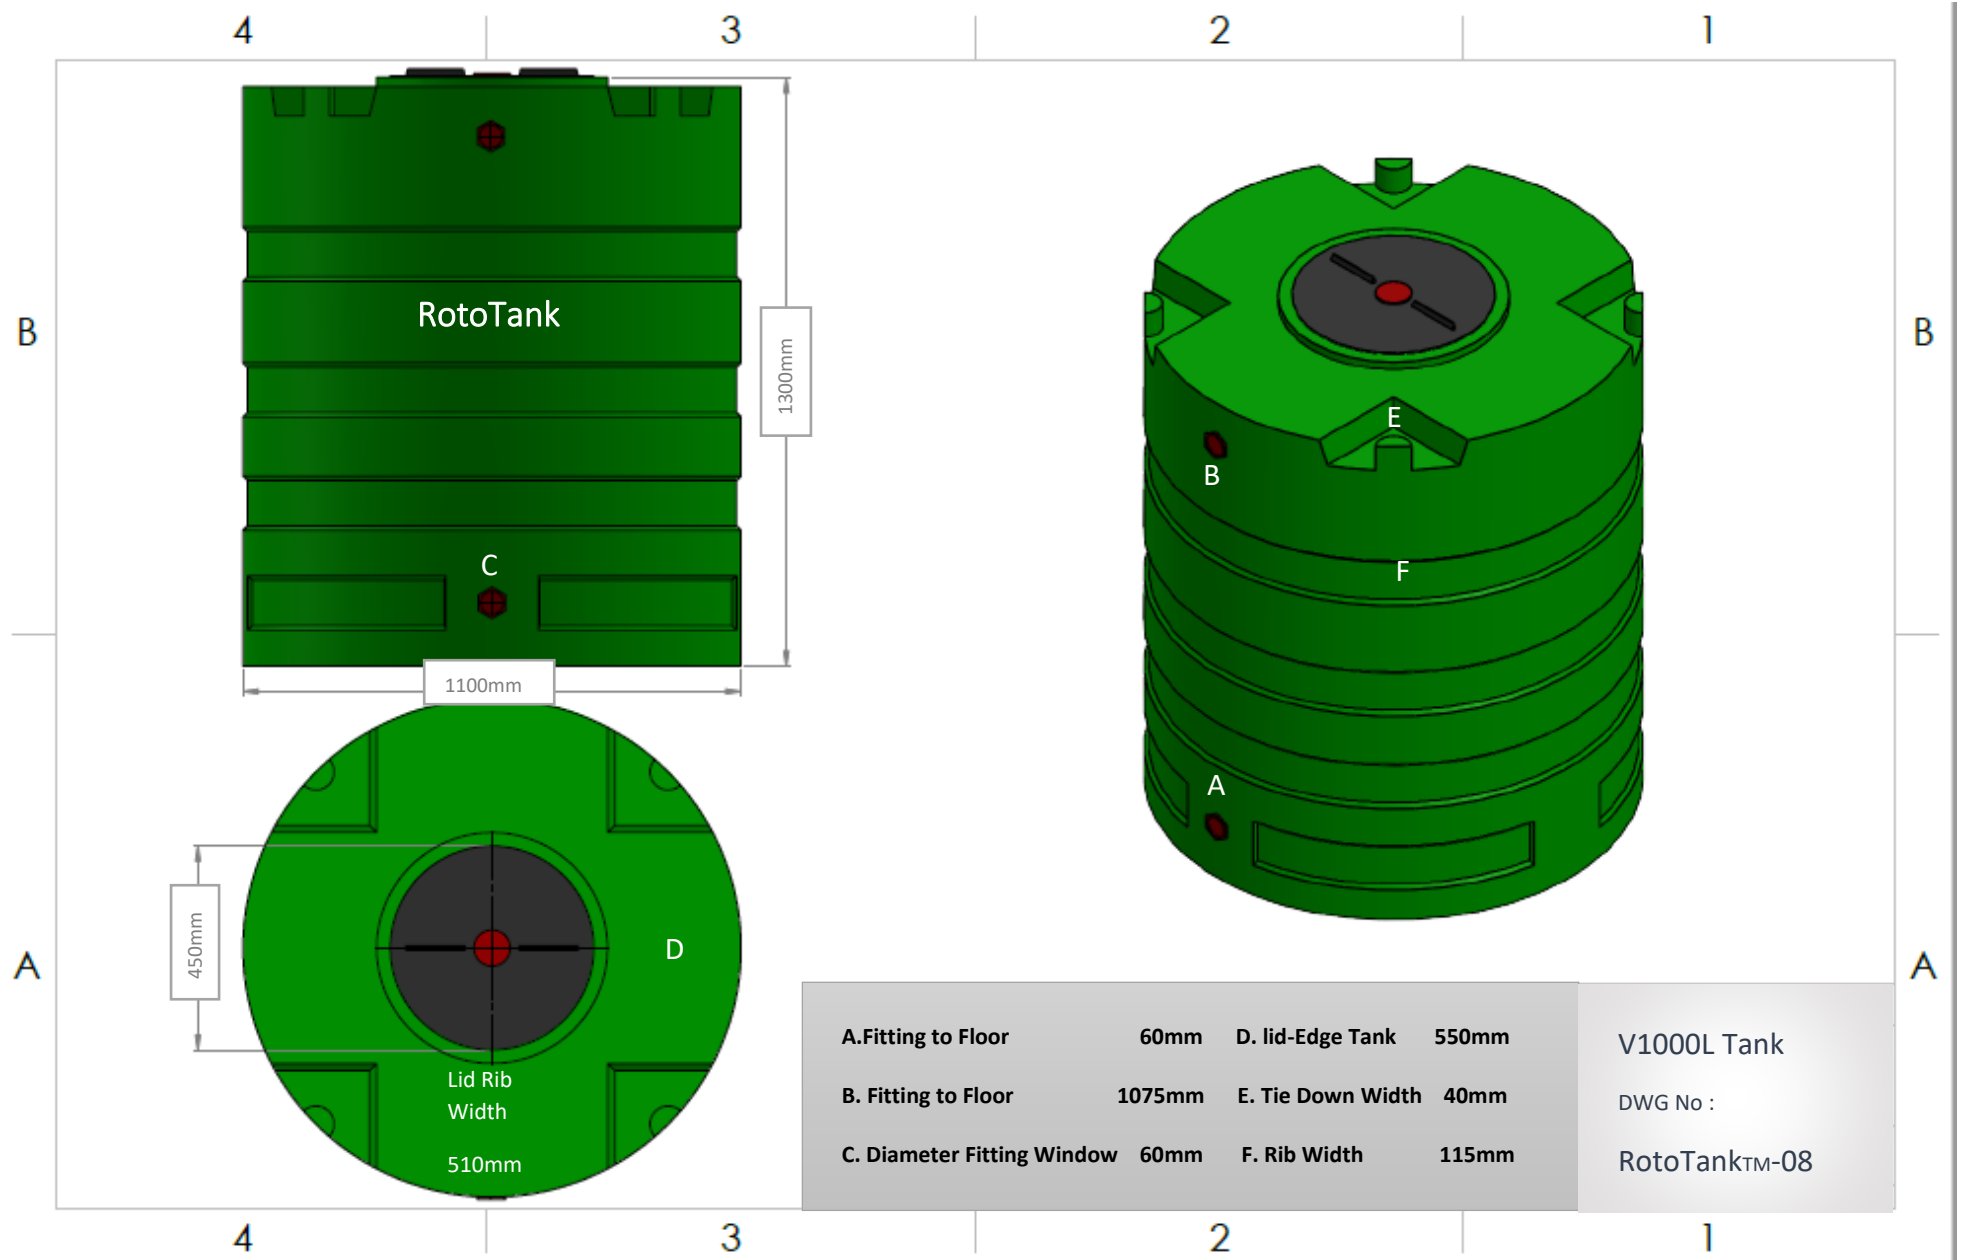 4 3 2 1
RotoTank
B B
1300mm
E
B
F
C
1100mm
A
450mm
D
A A
Lid Rib
Width
510mm
A.Fitting to Floor 60mm D. lid-Edge Tank 550mm
B. Fitting to Floor 1075mm E. Tie Down Width 40mm
C. Diameter Fitting Window 60mm F. Rib Width 115mm
V1000L Tank
DWG No :
RotoTankTM-08
4 3 2 1